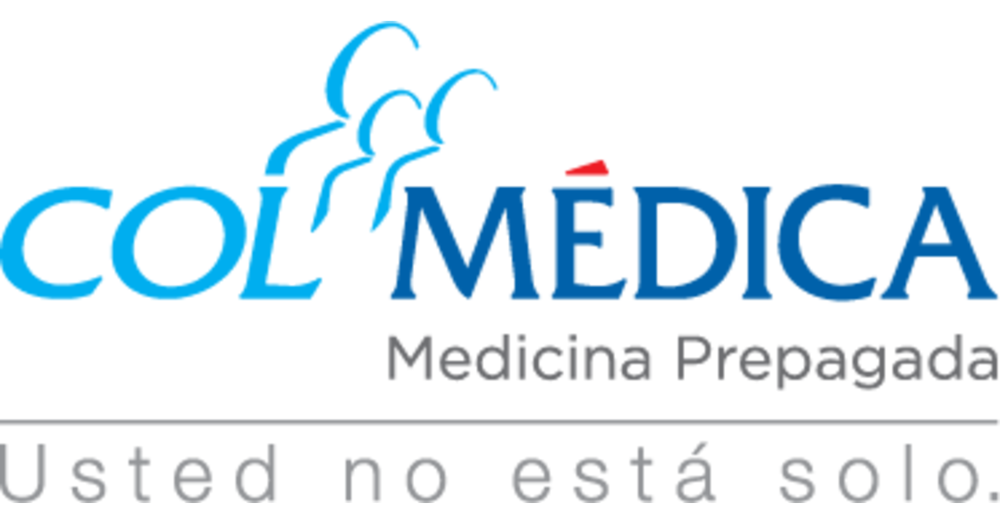 COLMÉDICA
Medicina Prepagada
Usted no está solo.